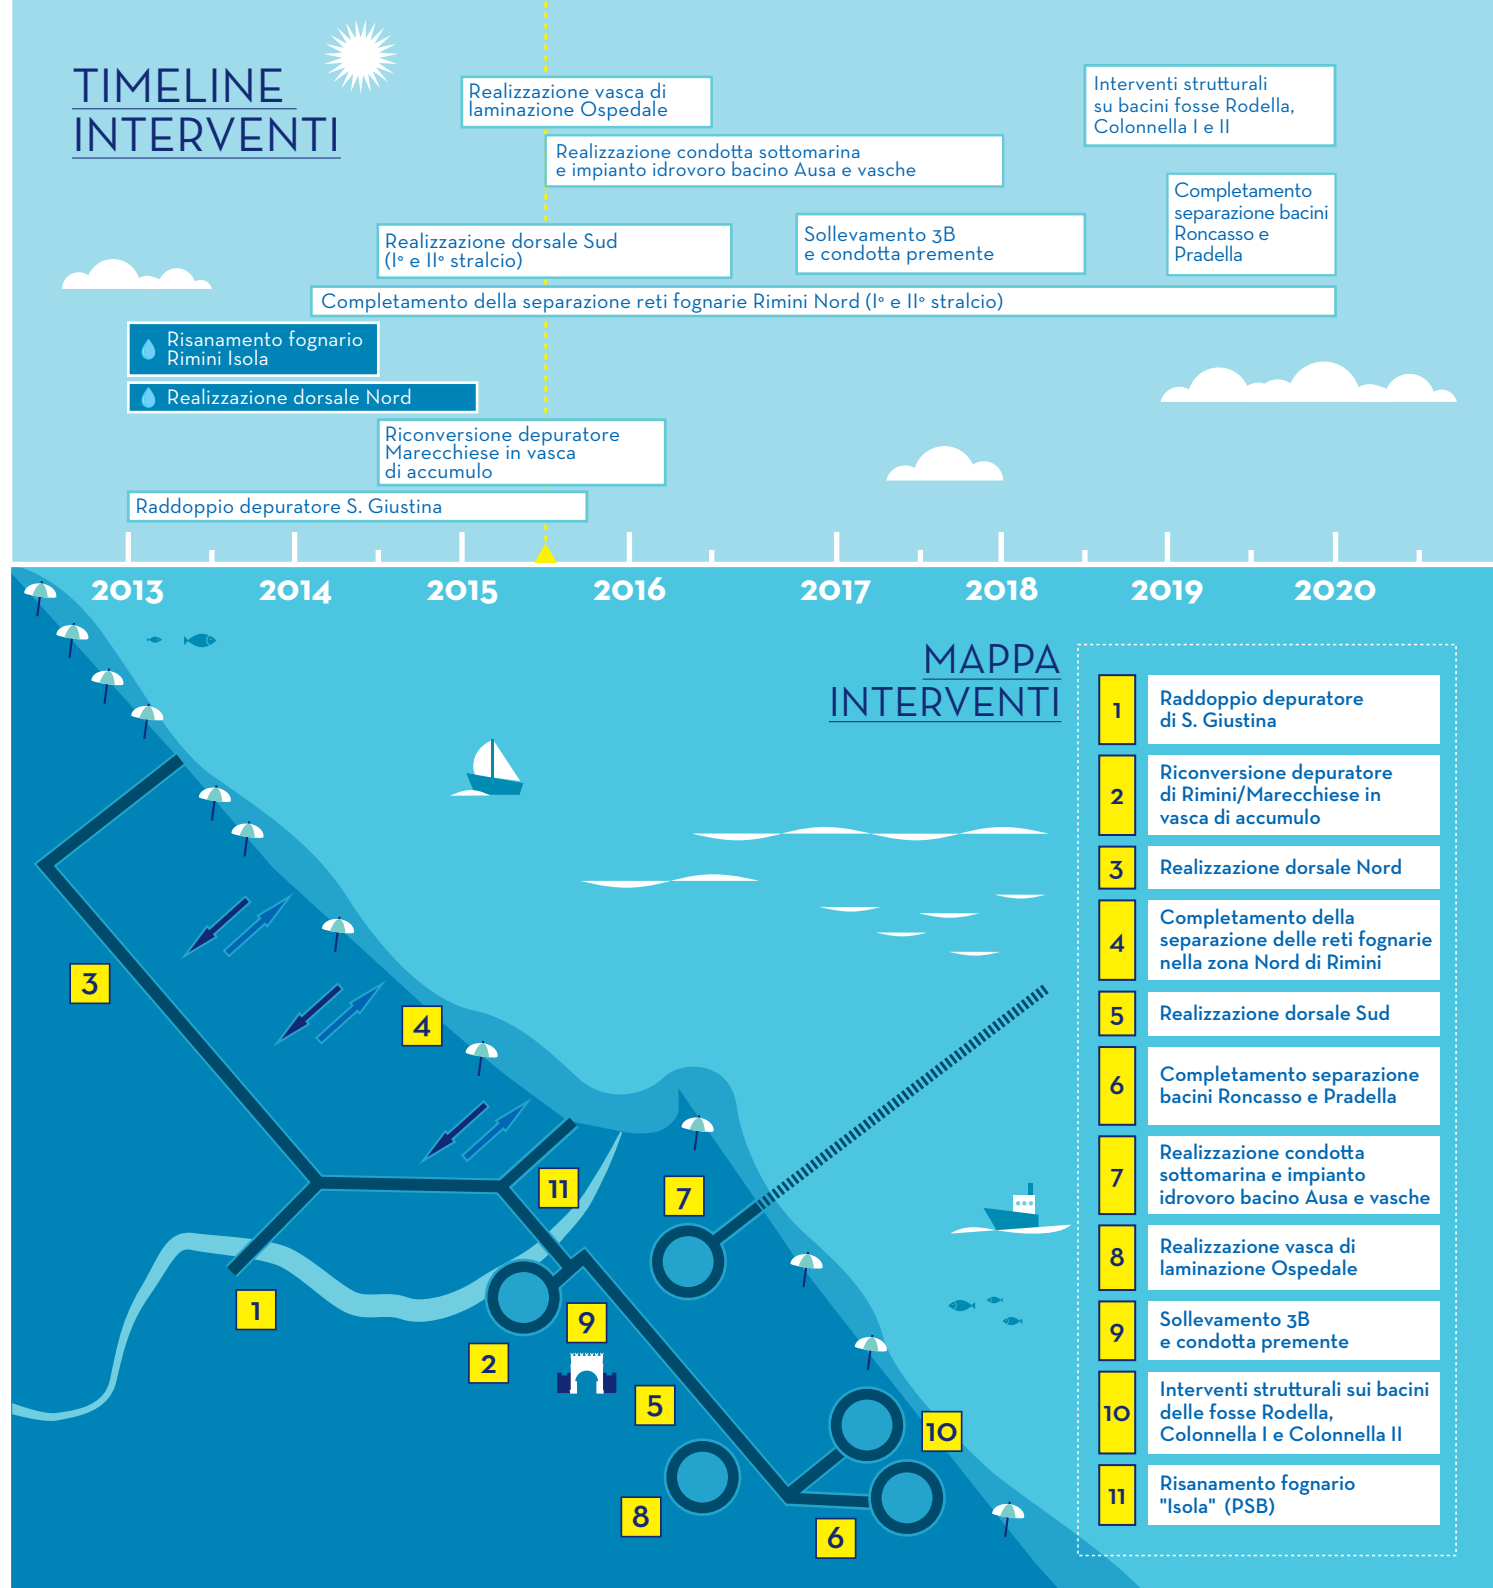 TIMELINE
INTERVENTI
Realizzazione vasca di
laminazione Ospedale
Interventi strutturali
su bacini fosse Rodella,
Colonnella I e II
Realizzazione condotta sottomarina
e impianto idrovoro bacino Ausa e vasche
Completamento
separazione bacini
Roncasso e
Pradella
Realizzazione dorsale Sud
(I° e II° stralcio)
Sollevamento 3B
e condotta premente
Completamento della separazione reti fognarie Rimini Nord (I° e II° stralcio)
Risanamento fognario
Rimini Isola
Realizzazione dorsale Nord
Riconversione depuratore
Marecchiese in vasca
di accumulo
Raddoppio depuratore S. Giustina
2013 2014 2015 2016 2017 2018 2019 2020
MAPPA
INTERVENTI
1
Raddoppio depuratore
di S. Giustina
2
Riconversione depuratore
di Rimini/Marecchiese in
vasca di accumulo
3
Realizzazione dorsale Nord
4
Completamento della
separazione delle reti fognarie
nella zona Nord di Rimini
5
Realizzazione dorsale Sud
6
Completamento separazione
bacini Roncasso e Pradella
7
Realizzazione condotta
sottomarina e impianto
idrovoro bacino Ausa e vasche
8
Realizzazione vasca di
laminazione Ospedale
9
Sollevamento 3B
e condotta premente
10
Interventi strutturali sui bacini
delle fosse Rodella,
Colonnella I e Colonnella II
11
Risanamento fognario
"Isola" (PSB)
3
4
11
7
1
9
2
5
10
8
6